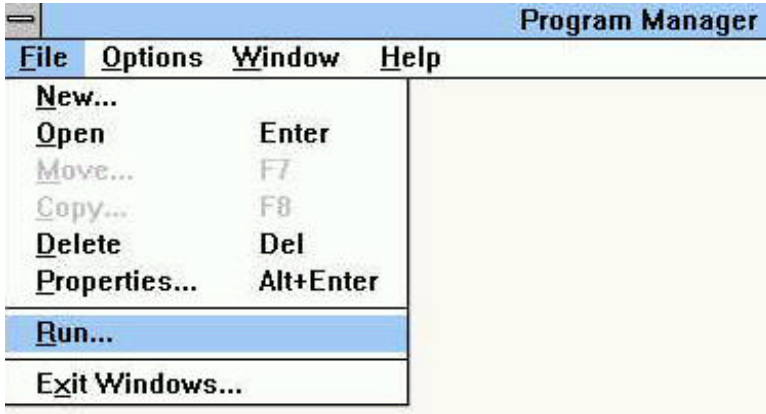 Program Manager
File Options Window Help
New...
Open Enter
Move... F7
Copy... F8
Delete Del
Properties... Alt+Enter
Run...
Exit Windows...